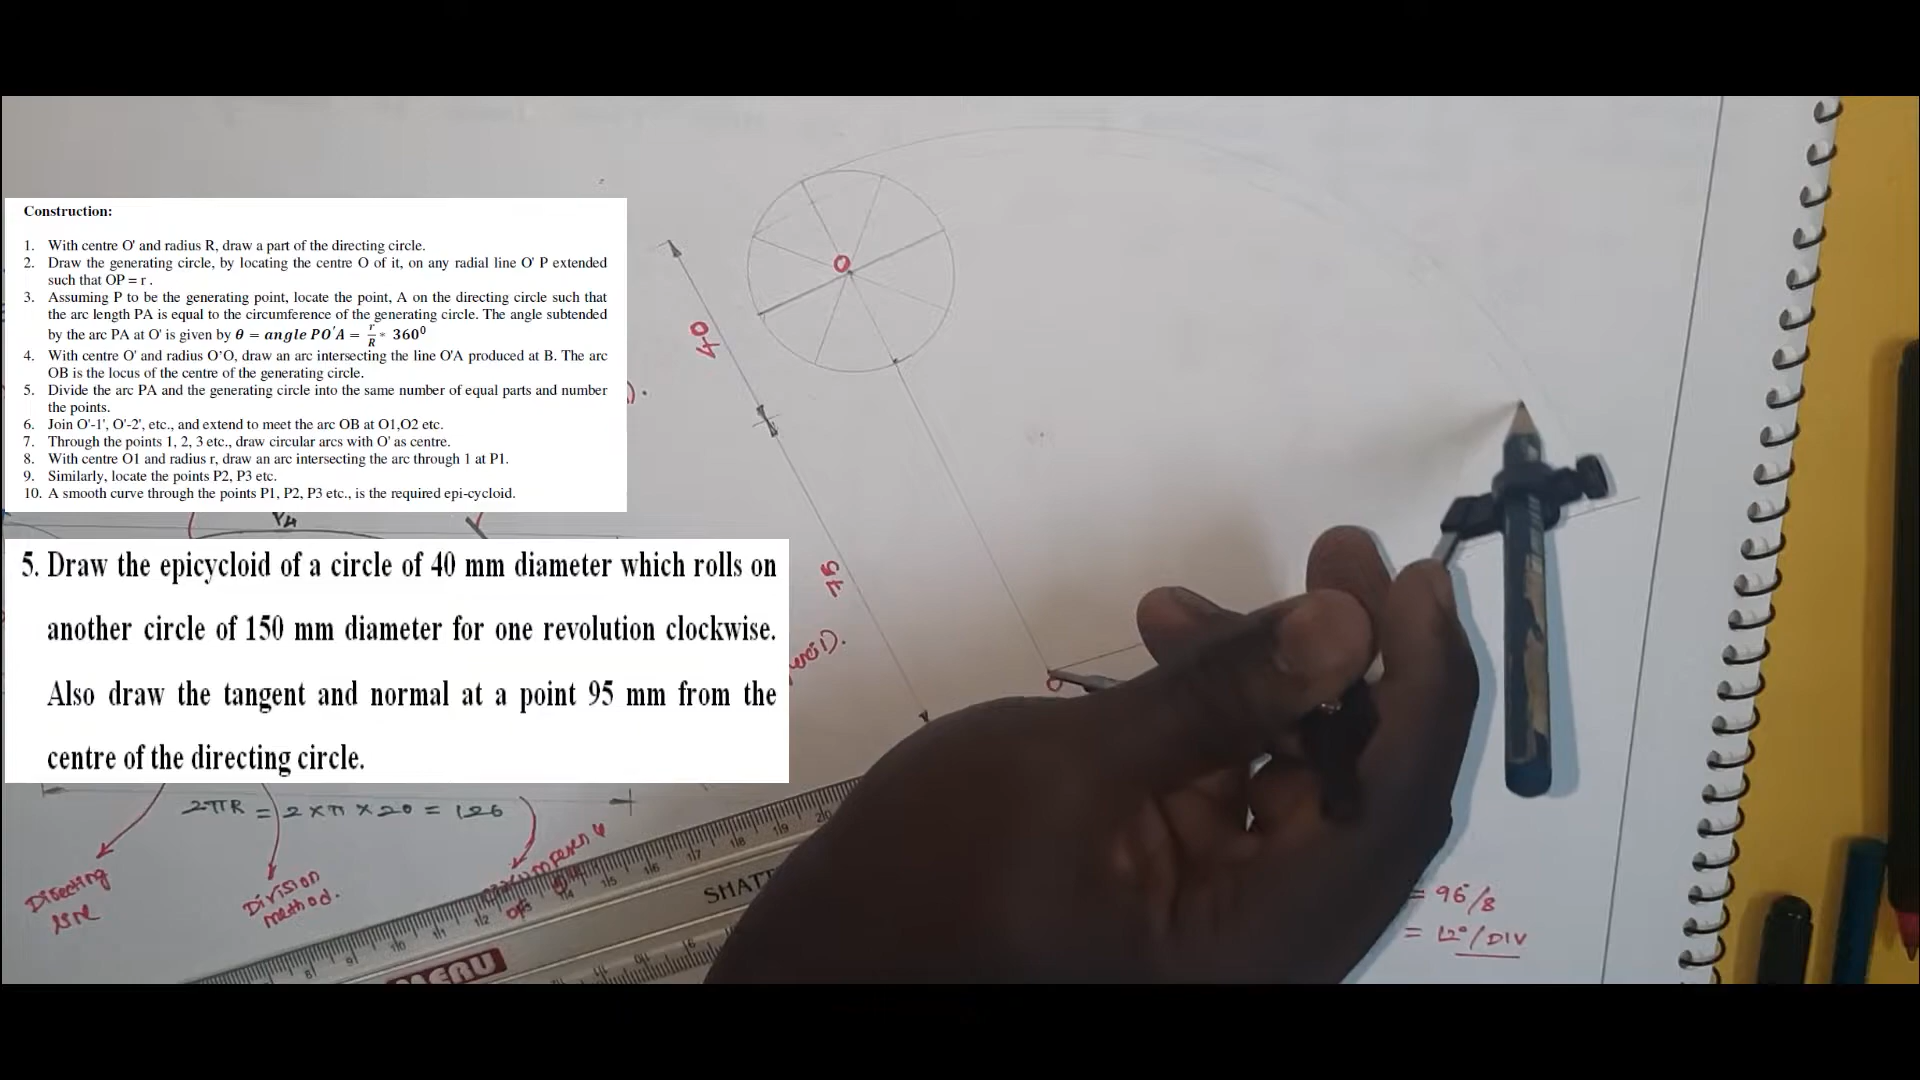 Construction:
1. With centre O' and radius R, draw a part of the directing circle.
2. Draw the generating circle, by locating the centre O of it, on any radial line O' P extended
such that OP = r .
3. Assuming P to be the generating point, locate the point, A on the directing circle such that
the arc length PA is equal to the circumference of the generating circle. The angle subtended
by the arc PA at O' is given by θ = angle PO'A = r/R * 360⁰
4. With centre O' and radius O'O, draw an arc intersecting the line O'A produced at B. The arc
OB is the locus of the centre of the generating circle.
5. Divide the arc PA and the generating circle into the same number of equal parts and number
the points.
6. Join O'-1', O'-2', etc., and extend to meet the arc OB at O1,O2 etc.
7. Through the points 1, 2, 3 etc., draw circular arcs with O' as centre.
8. With centre O1 and radius r, draw an arc intersecting the arc through 1 at P1.
9. Similarly, locate the points P2, P3 etc.
10. A smooth curve through the points P1, P2, P3 etc., is the required epi-cycloid.
5. Draw the epicycloid of a circle of 40 mm diameter which rolls on
another circle of 150 mm diameter for one revolution clockwise.
Also draw the tangent and normal at a point 95 mm from the
centre of the directing circle.
O
40
75
O
P4
2πR = 2 × π × 20 = 126
Directing
line
Division
method.
of
SHATT
MERU
= 96°/8
= 12°/DIV